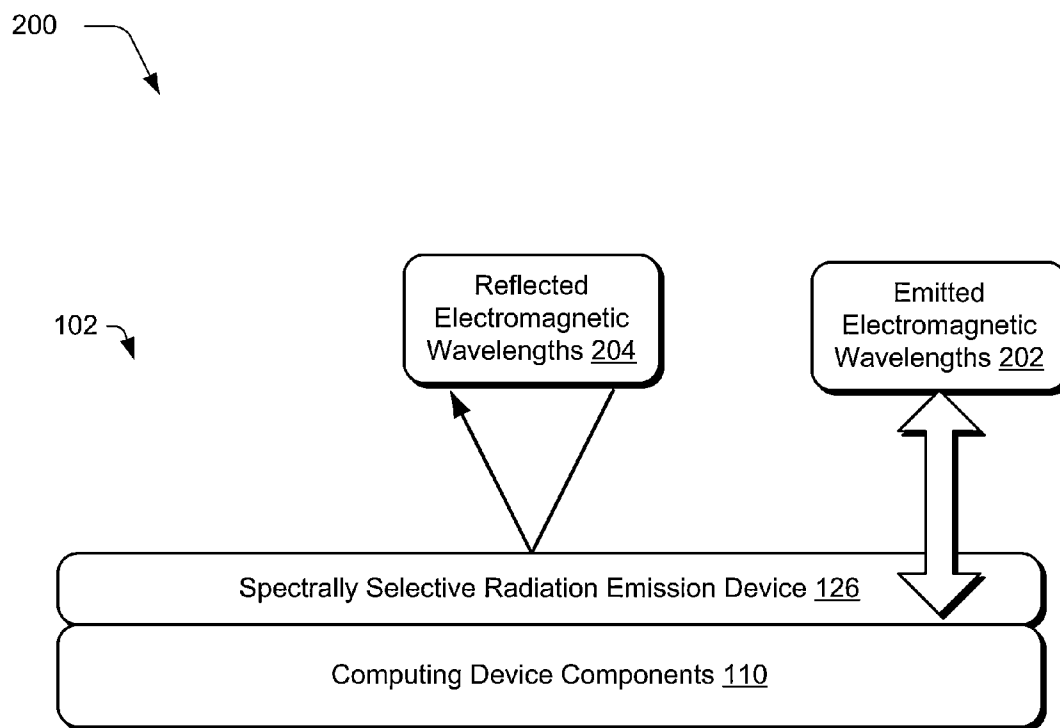 200
102
Reflected
Electromagnetic
Wavelengths 204
Emitted
Electromagnetic
Wavelengths 202
Spectrally Selective Radiation Emission Device 126
Computing Device Components 110